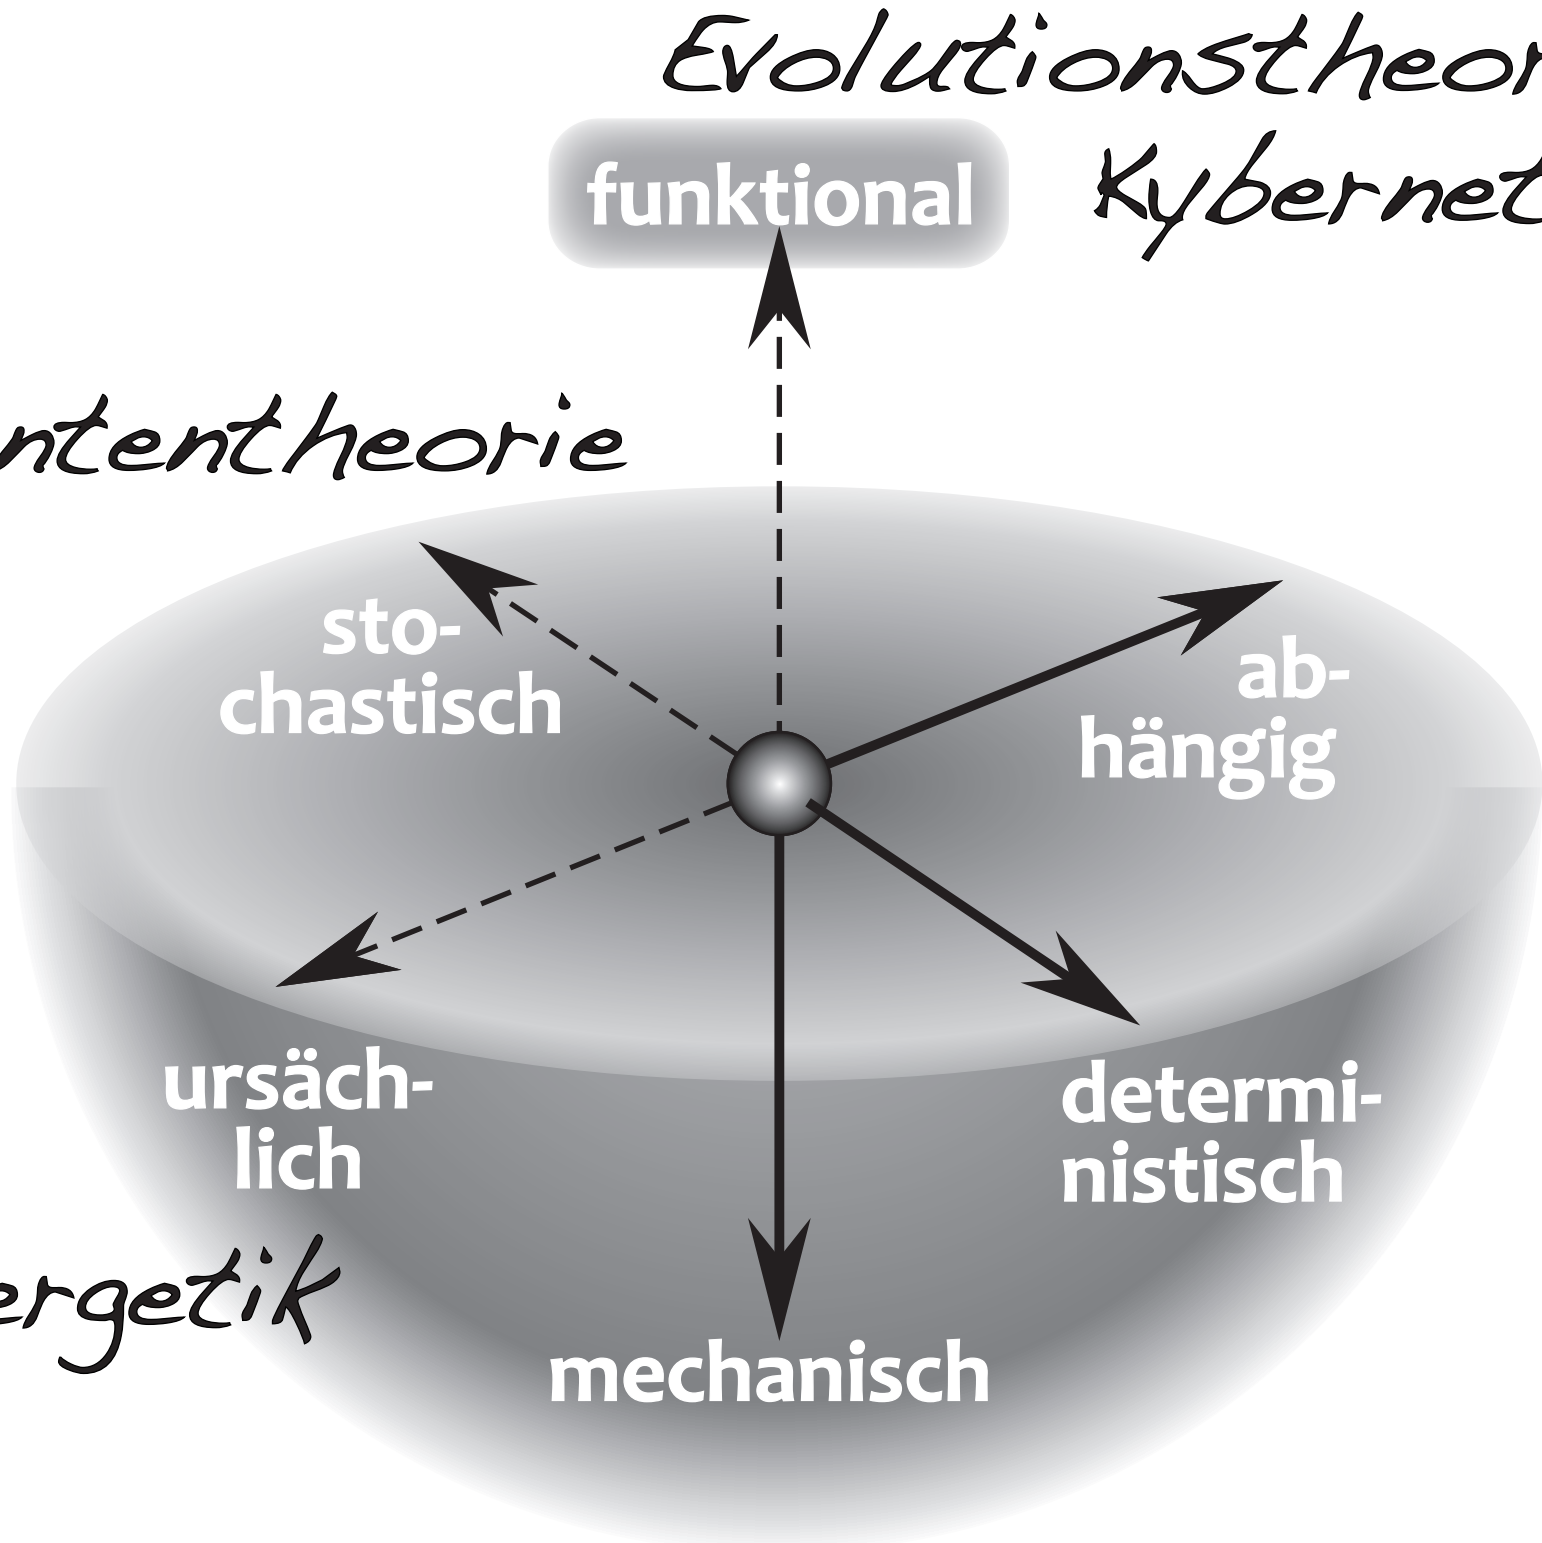 Evolutionstheor
funktional
Kybernet
ntentheorie
sto-
chastisch
ab-
hängig
ursäch-
lich
determi-
nistisch
ergetik
mechanisch